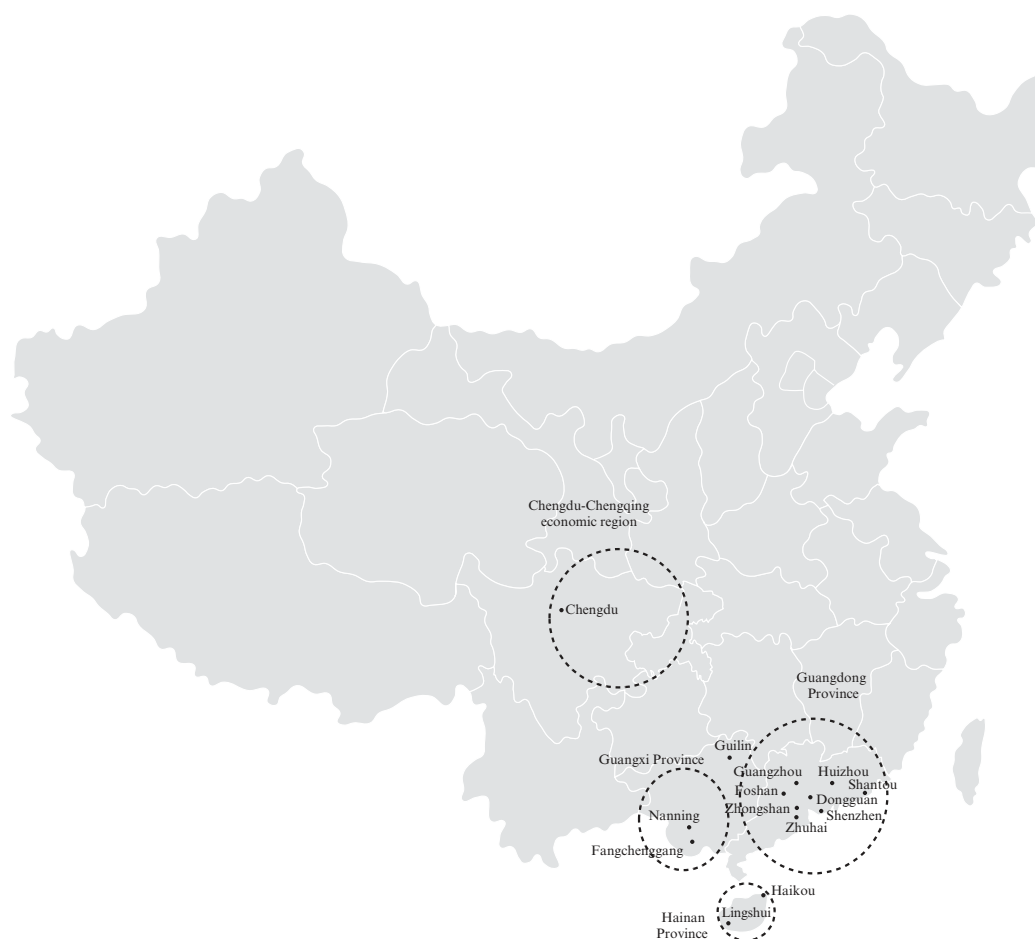 Chengdu-Chengqing
economic region
Chengdu
Guangdong
Province
Guilin
Guangxi Province
Guangzhou
Huizhou
Shantou
Foshan
Dongguan
Zhongshan
Shenzhen
Nanning
Zhuhai
Fangchenggang
Haikou
Lingshui
Hainan
Province